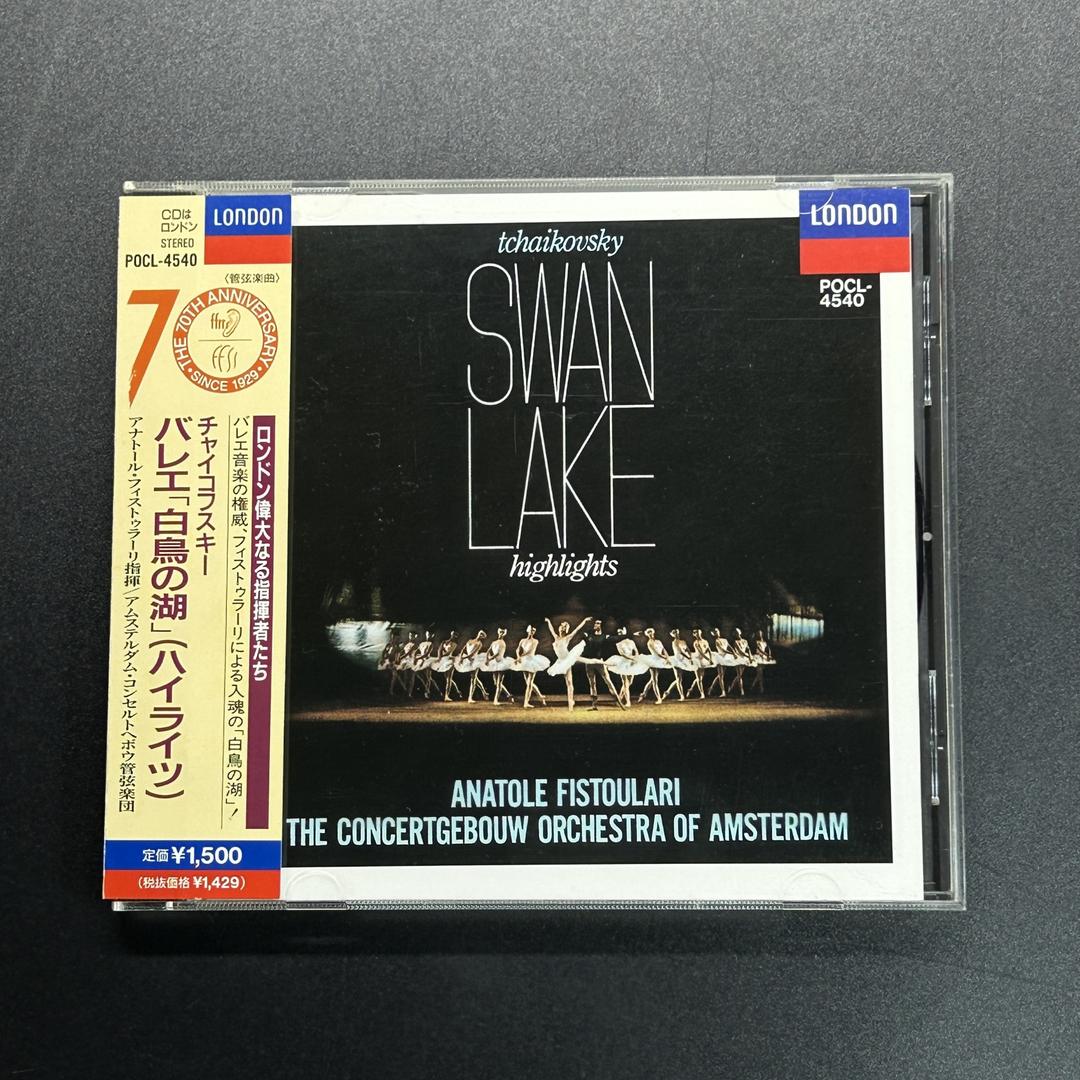 CDは
ロンドン
STEREO
POCL-4540
LONDON
〈管弦楽曲〉
70
THE 70TH ANNIVERSARY
SINCE 1929
ffrr
ffss
ロンドン偉大なる指揮者たち
バレエ音楽の権威、フィストゥラーリによる入魂の「白鳥の湖」!
チャイコフスキー
バレエ「白鳥の湖」(ハイライツ)
アナトール・フィストゥラーリ指揮/アムステルダム・コンセルトヘボウ管弦楽団
定価¥1,500
(税抜価格 ¥1,429)
LONDON
POCL-
4540
tchaikovsky
SWAN
LAKE
highlights
ANATOLE FISTOULARI
THE CONCERTGEBOUW ORCHESTRA OF AMSTERDAM